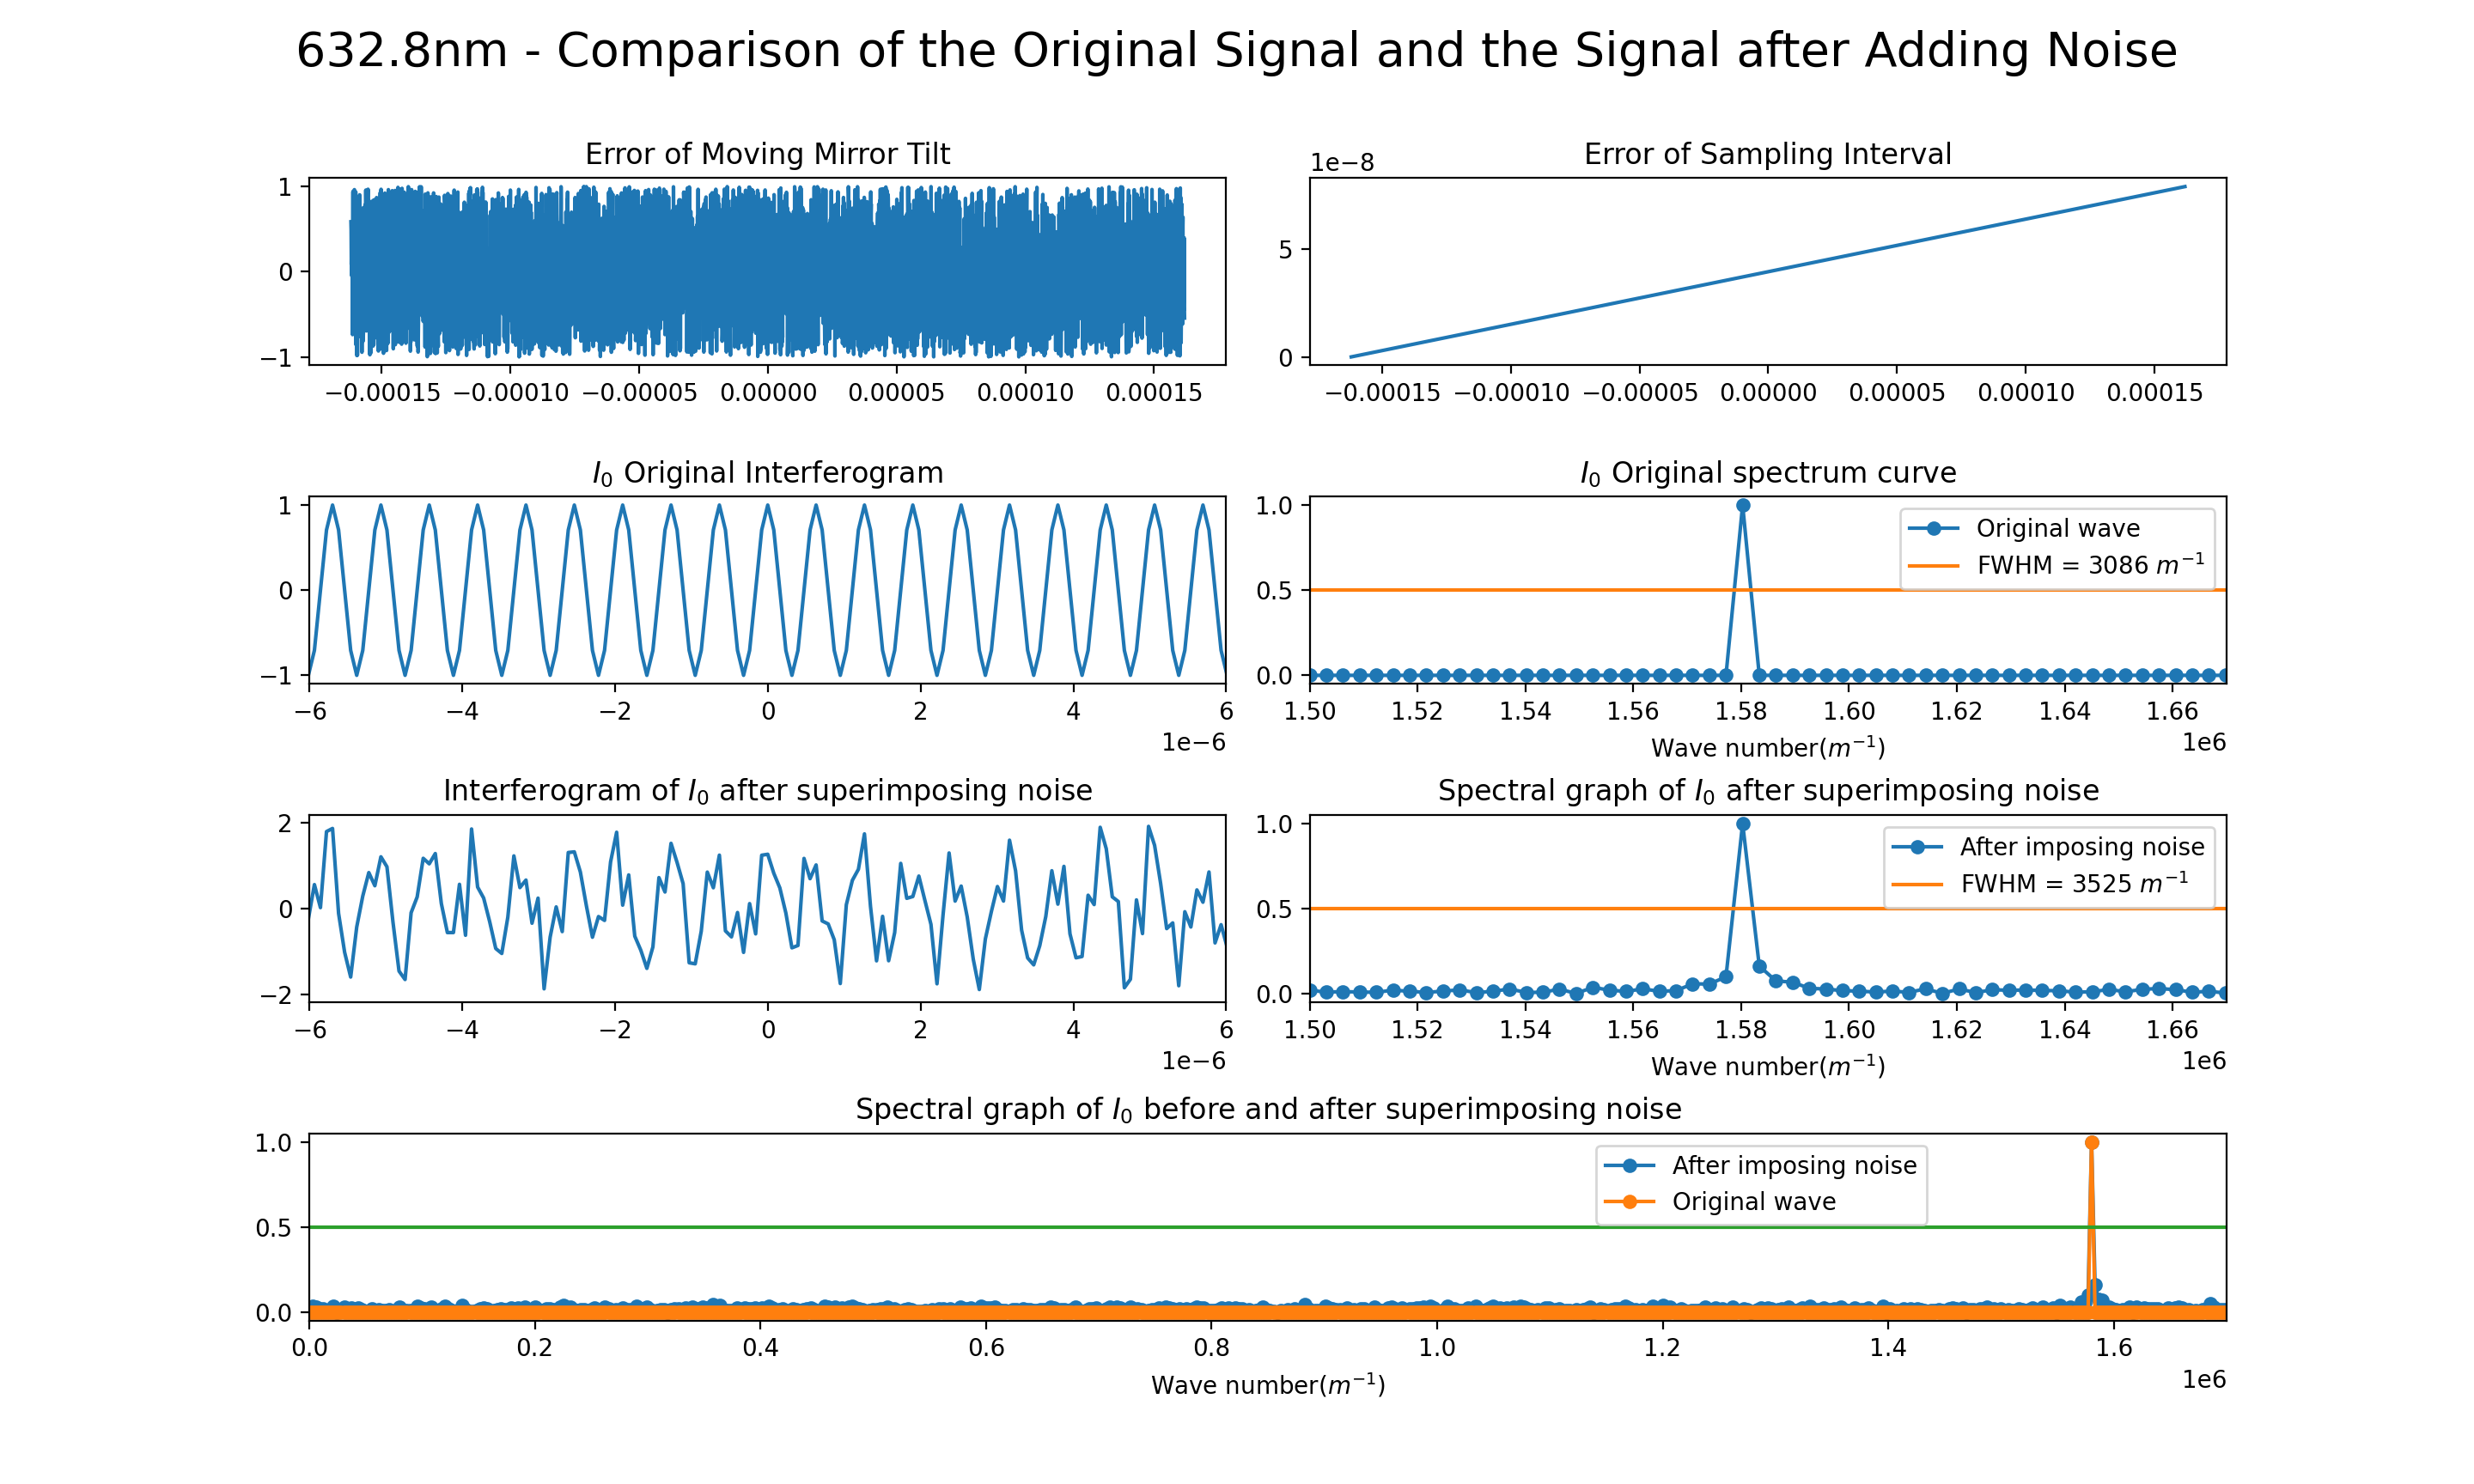 632.8nm - Comparison of the Original Signal and the Signal after Adding Noise
Error of Moving Mirror Tilt
1
0
−1
−0.00015 −0.00010 −0.00005 0.00000 0.00005 0.00010 0.00015
Error of Sampling Interval
1e−8
5
0
−0.00015 −0.00010 −0.00005 0.00000 0.00005 0.00010 0.00015
I₀ Original Interferogram
1
0
−1
−6 −4 −2 0 2 4 6
1e−6
I₀ Original spectrum curve
1.0
0.5
0.0
Original wave
FWHM = 3086 m⁻¹
1.50 1.52 1.54 1.56 1.58 1.60 1.62 1.64 1.66
Wave number(m⁻¹)
1e6
Interferogram of I₀ after superimposing noise
2
0
−2
−6 −4 −2 0 2 4 6
1e−6
Spectral graph of I₀ after superimposing noise
1.0
0.5
0.0
After imposing noise
FWHM = 3525 m⁻¹
1.50 1.52 1.54 1.56 1.58 1.60 1.62 1.64 1.66
Wave number(m⁻¹)
1e6
Spectral graph of I₀ before and after superimposing noise
1.0
0.5
0.0
After imposing noise
Original wave
0.0 0.2 0.4 0.6 0.8 1.0 1.2 1.4 1.6
Wave number(m⁻¹)
1e6